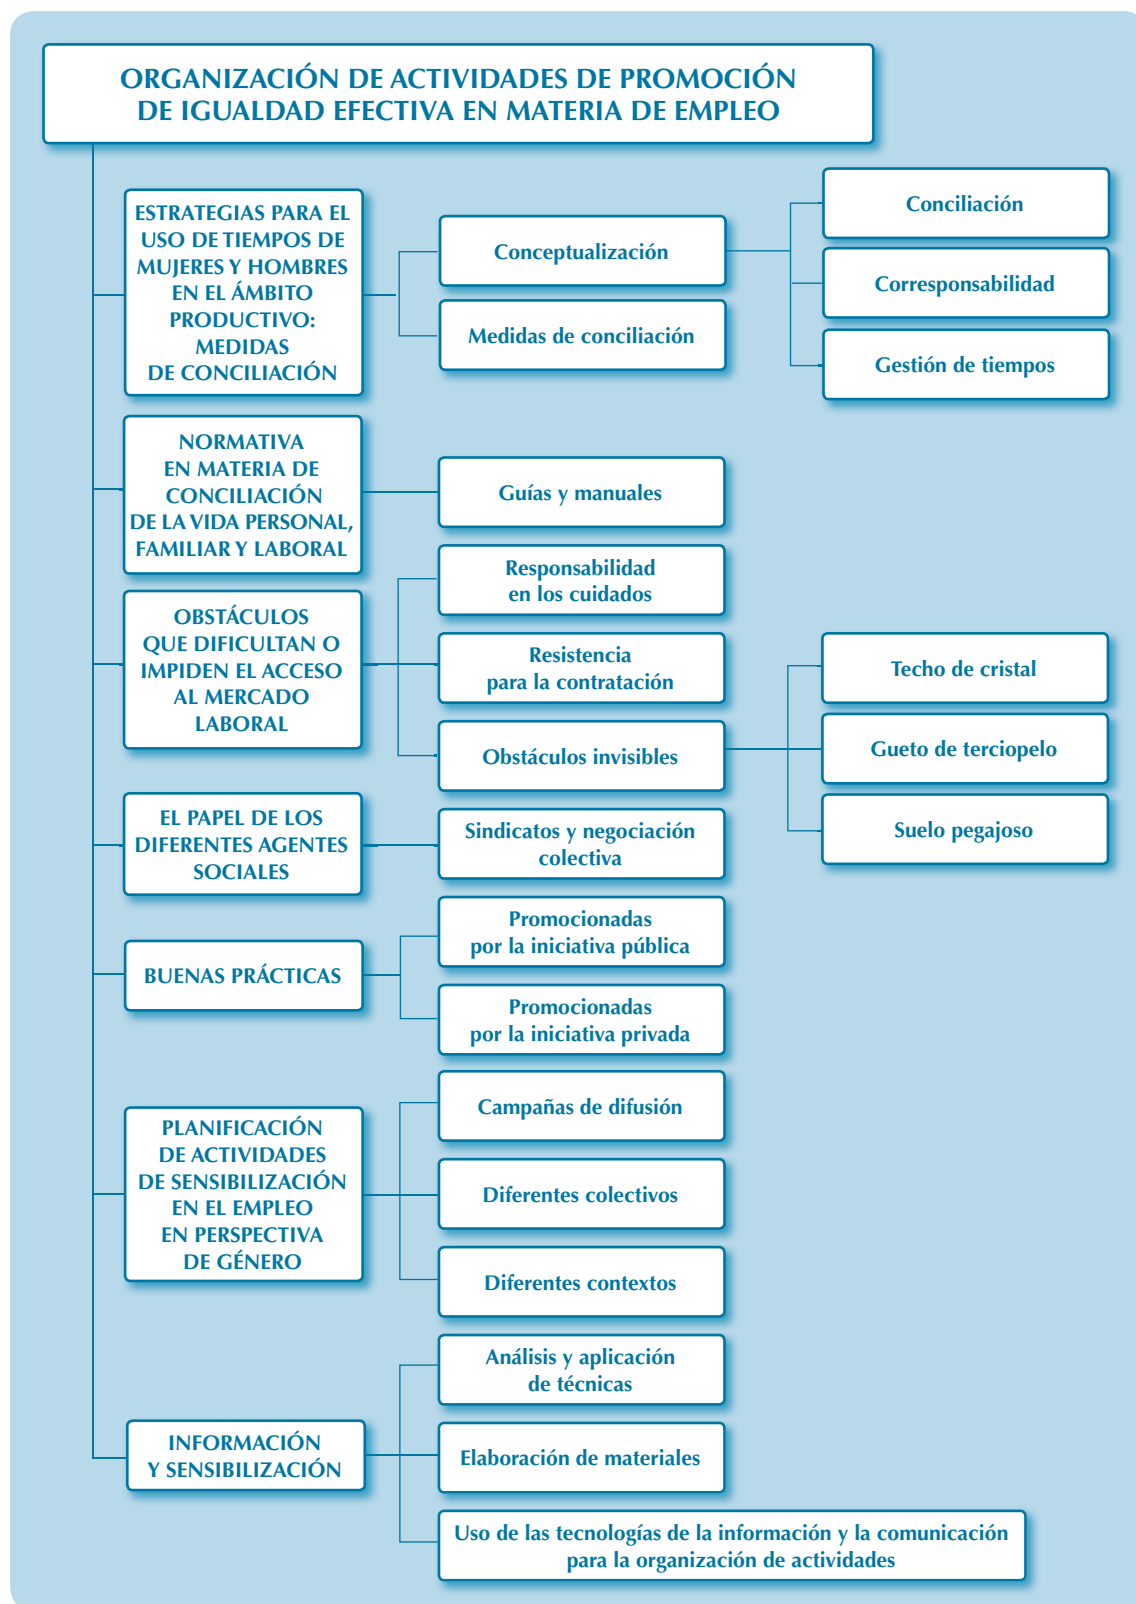 ORGANIZACIÓN DE ACTIVIDADES DE PROMOCIÓN
DE IGUALDAD EFECTIVA EN MATERIA DE EMPLEO
ESTRATEGIAS PARA EL
USO DE TIEMPOS DE
MUJERES Y HOMBRES
EN EL ÁMBITO
PRODUCTIVO:
MEDIDAS
DE CONCILIACIÓN
Conceptualización
Conciliación
Corresponsabilidad
Gestión de tiempos
Medidas de conciliación
NORMATIVA
EN MATERIA DE
CONCILIACIÓN
DE LA VIDA PERSONAL,
FAMILIAR Y LABORAL
Guías y manuales
OBSTÁCULOS
QUE DIFICULTAN O
IMPIDEN EL ACCESO
AL MERCADO
LABORAL
Responsabilidad
en los cuidados
Resistencia
para la contratación
Obstáculos invisibles
Techo de cristal
Gueto de terciopelo
Suelo pegajoso
EL PAPEL DE LOS
DIFERENTES AGENTES
SOCIALES
Sindicatos y negociación
colectiva
BUENAS PRÁCTICAS
Promocionadas
por la iniciativa pública
Promocionadas
por la iniciativa privada
PLANIFICACIÓN
DE ACTIVIDADES
DE SENSIBILIZACIÓN
EN EL EMPLEO
EN PERSPECTIVA
DE GÉNERO
Campañas de difusión
Diferentes colectivos
Diferentes contextos
INFORMACIÓN
Y SENSIBILIZACIÓN
Análisis y aplicación
de técnicas
Elaboración de materiales
Uso de las tecnologías de la información y la comunicación
para la organización de actividades